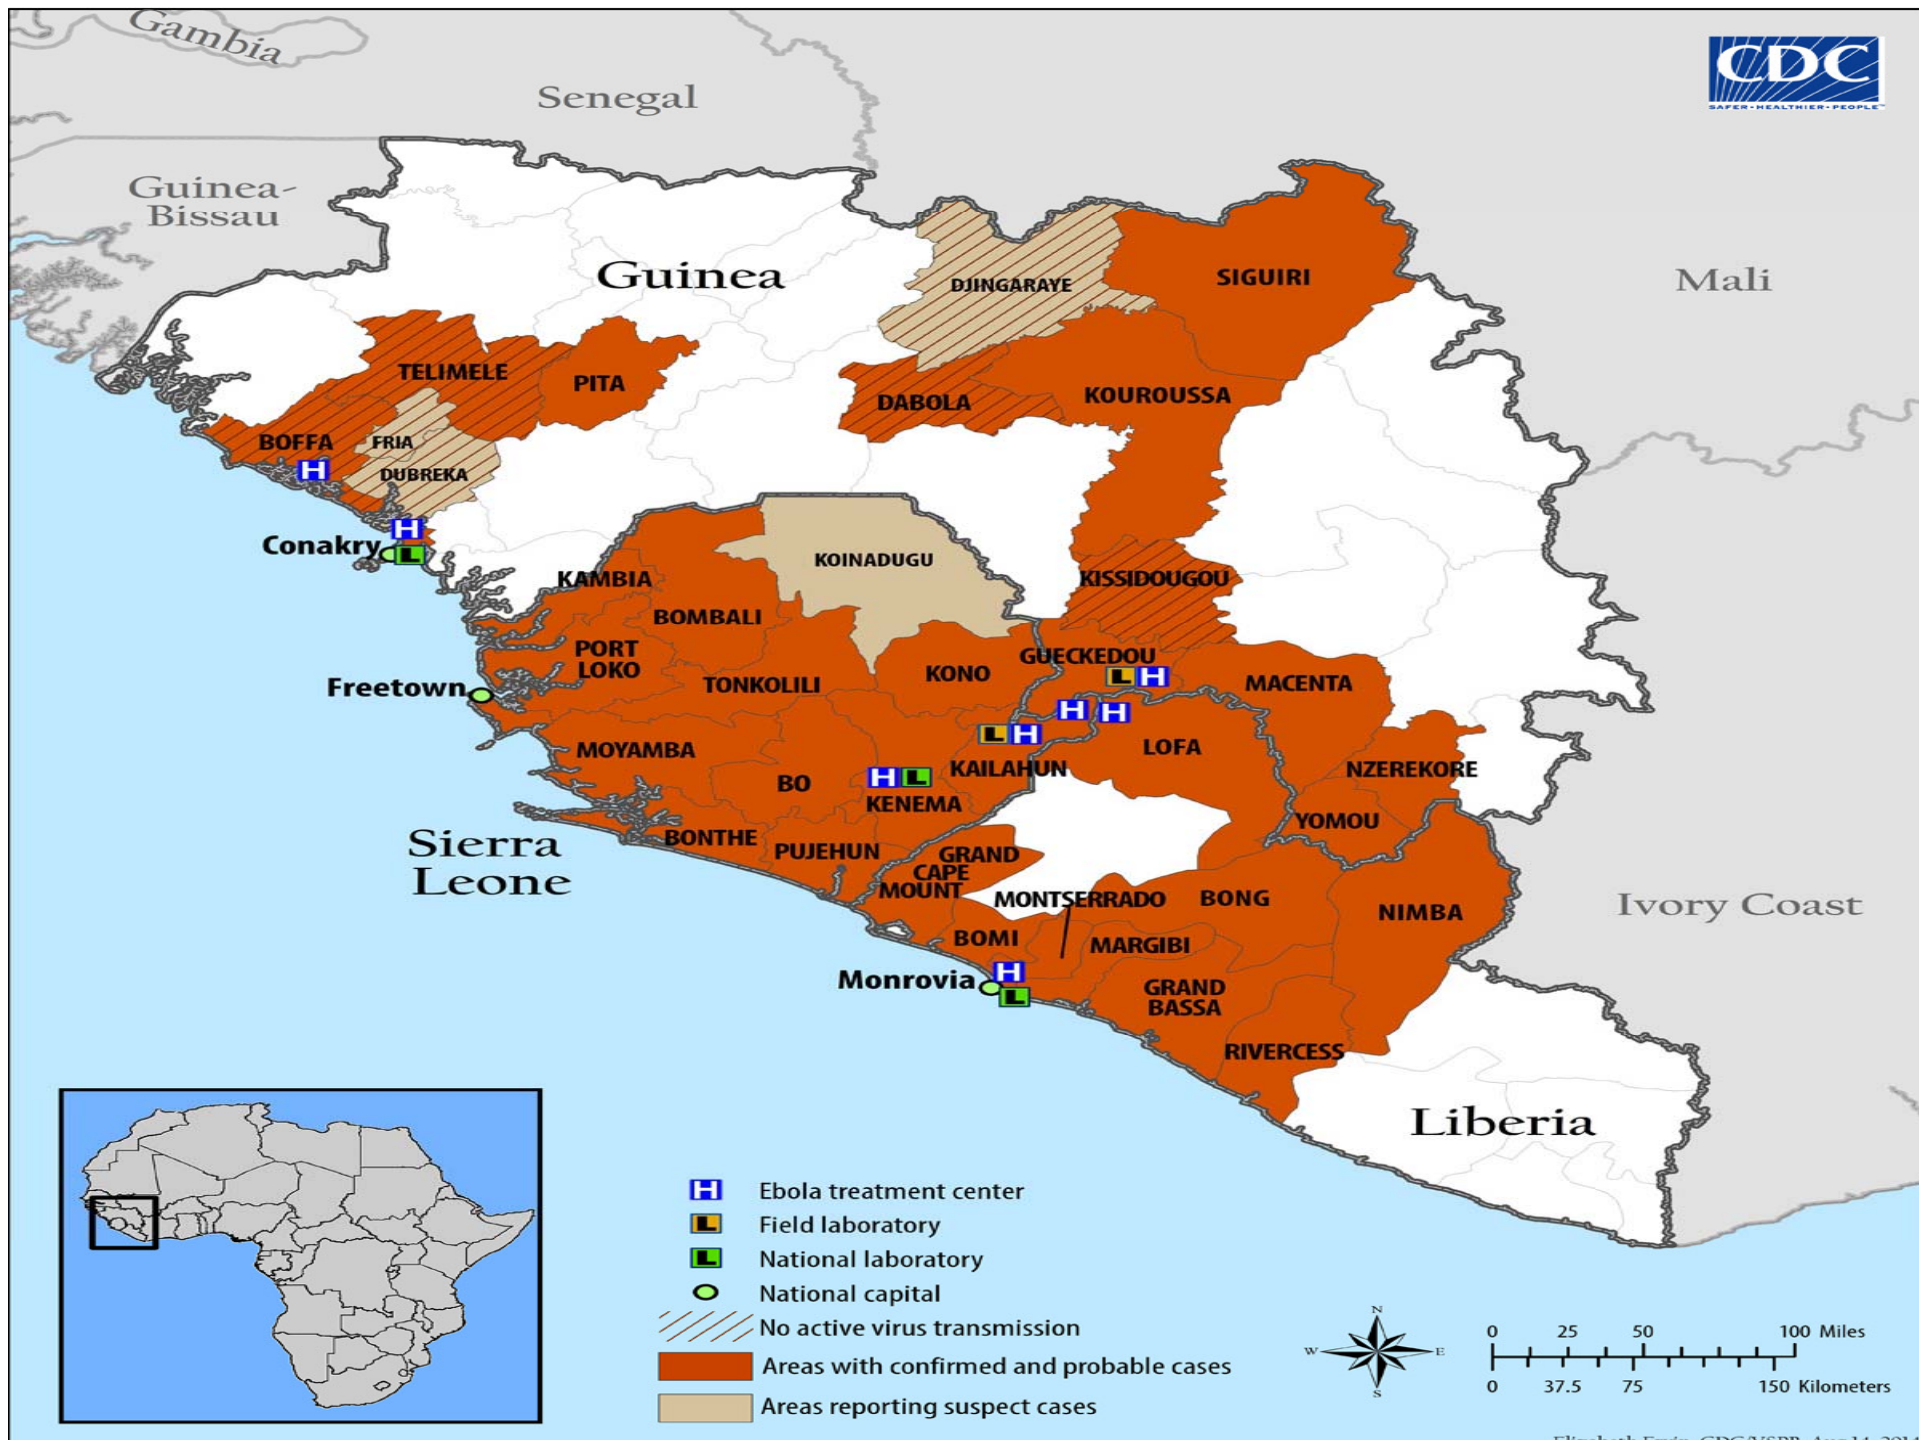 Gambia
CDC
SAFER•HEALTHIER•PEOPLE
Senegal
Guinea-
Bissau
Guinea
Mali
DJINGARAYE
SIGUIRI
TELIMELE
PITA
DABOLA
KOUROUSSA
BOFFA
FRIA
H
DUBREKA
H
Conakry
L
KOINADUGU
KAMBIA
KISSIDOUGOU
BOMBALI
PORT
LOKO
GUECKEDOU
KONO
L H
Freetown
TONKOLILI
MACENTA
H H
MOYAMBA
L H
LOFA
BO
H L
KAILAHUN
NZEREKORE
KENEMA
YOMOU
Sierra
Leone
BONTHE
PUJEHUN
GRAND
CAPE
MOUNT
MONTSERRADO
BONG
NIMBA
Ivory Coast
BOMI
MARGIBI
Monrovia
H
L
GRAND
BASSA
RIVERCESS
Liberia
H Ebola treatment center
L Field laboratory
L National laboratory
National capital
No active virus transmission
Areas with confirmed and probable cases
Areas reporting suspect cases
N
W E
S
0 25 50 100 Miles
0 37.5 75 150 Kilometers